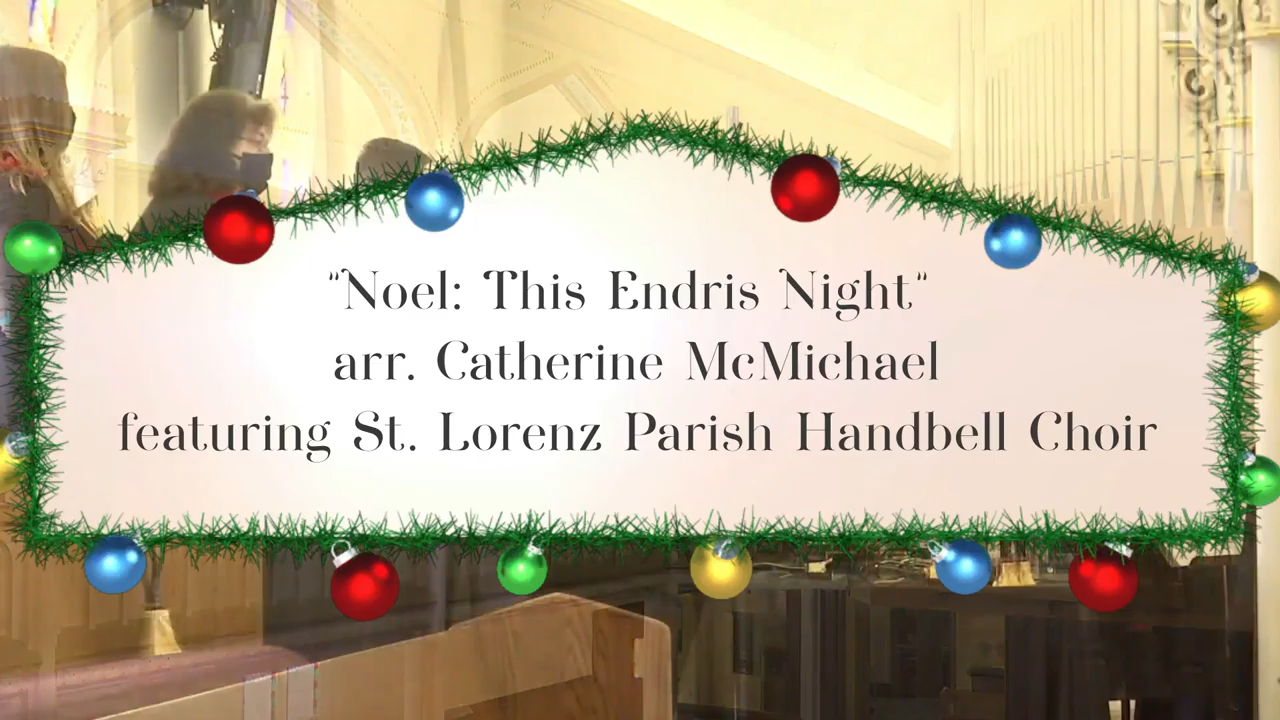 "Noel: This Endris Night"
arr. Catherine McMichael
featuring St. Lorenz Parish Handbell Choir